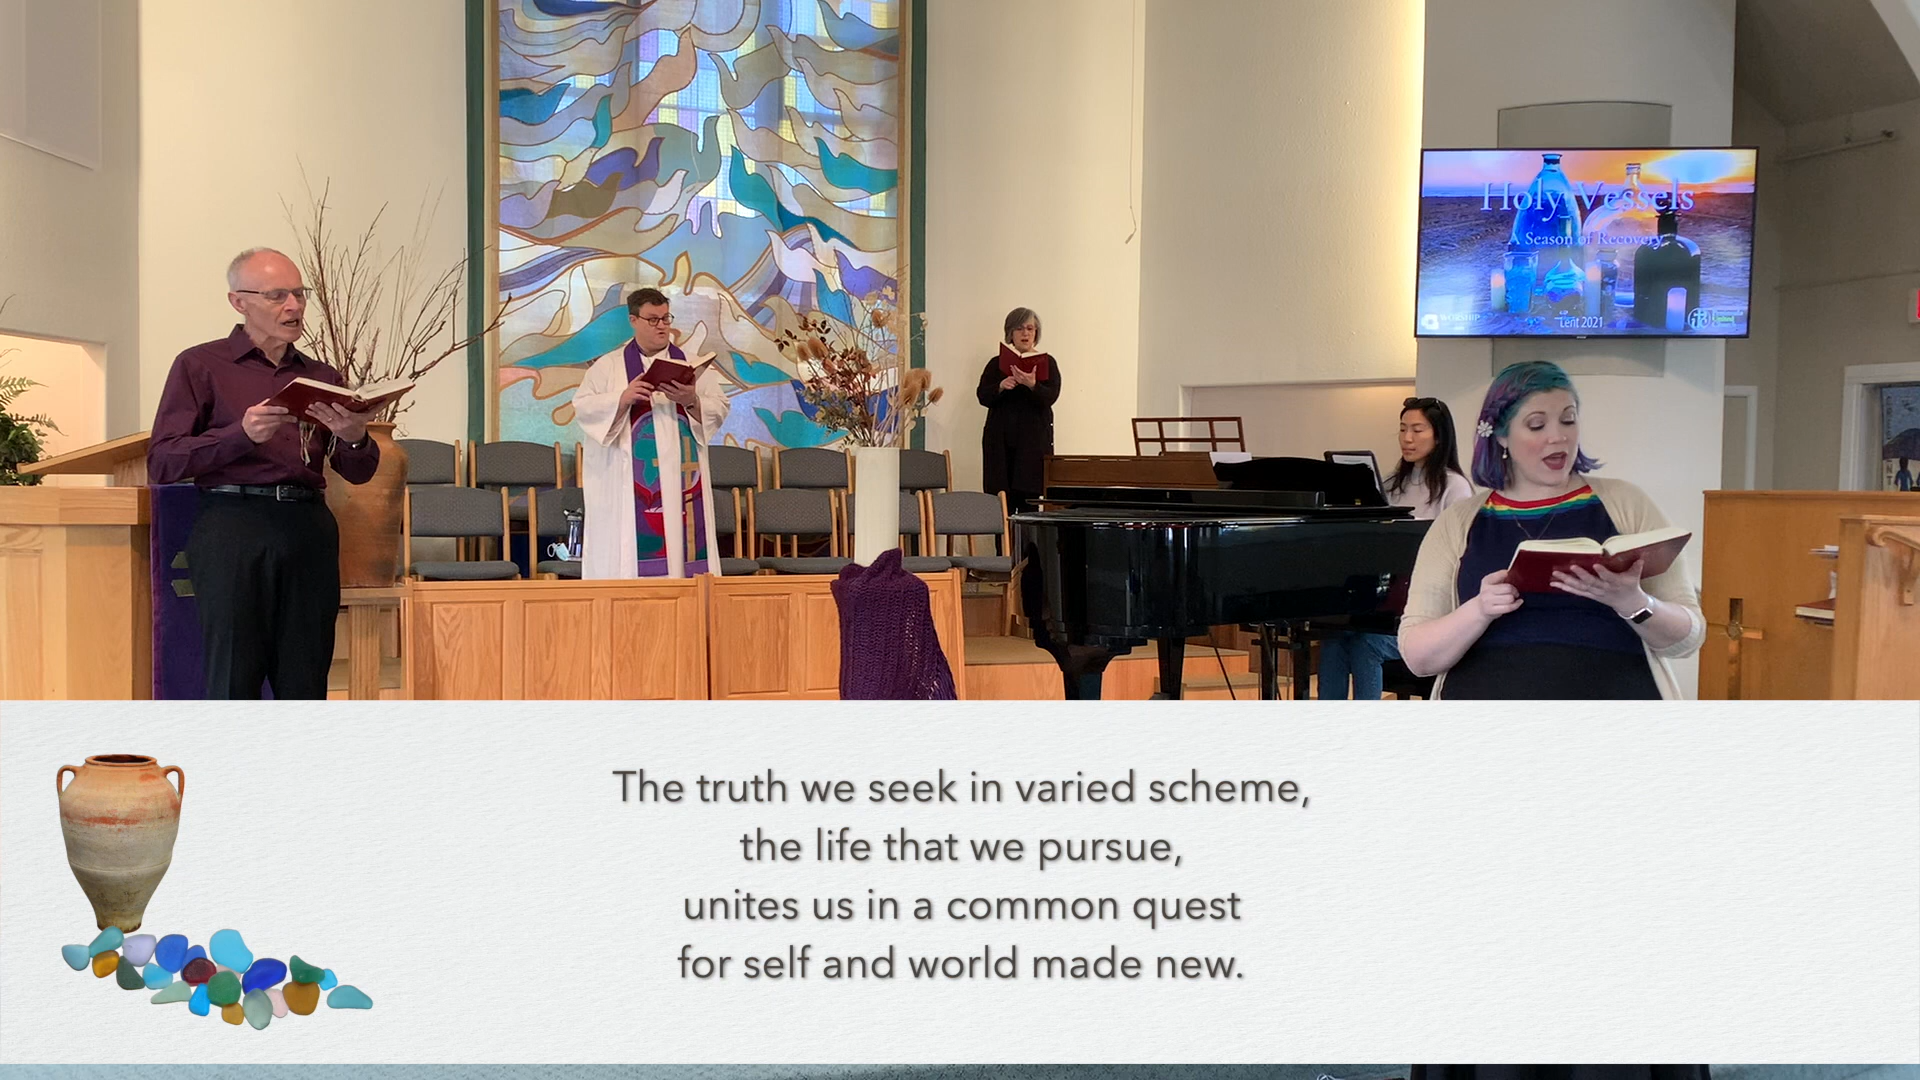 Holy Vessels
A Season of Recovery
WORSHIP
Lent 2021
The truth we seek in varied scheme,
the life that we pursue,
unites us in a common quest
for self and world made new.